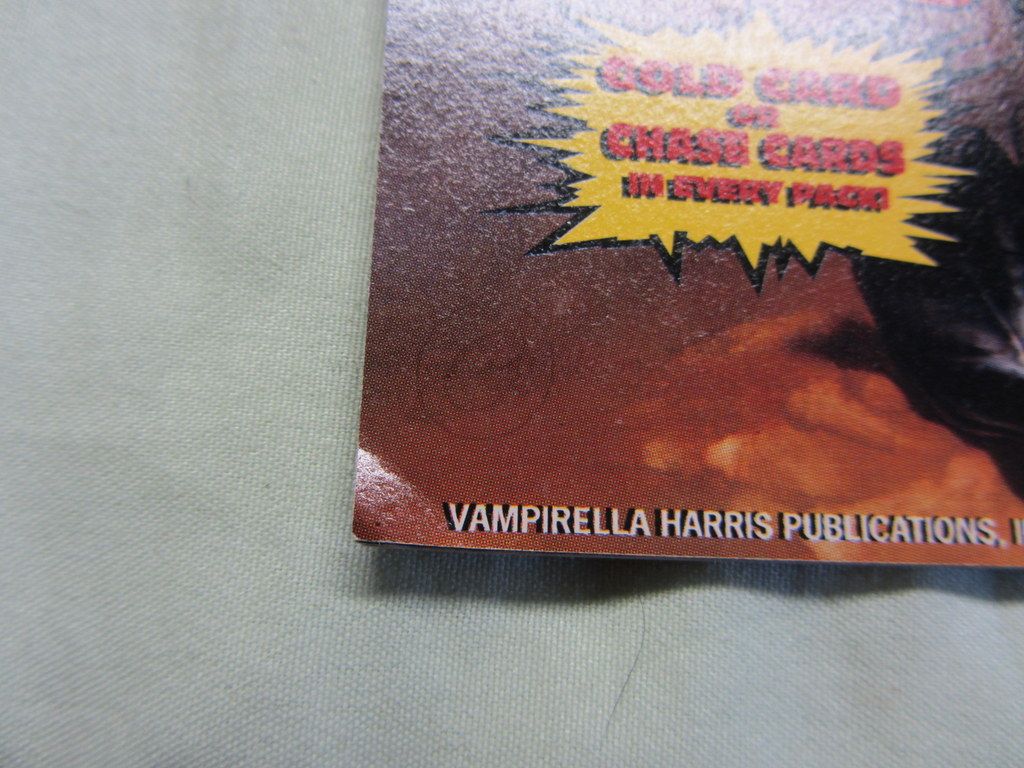 GOLD CARD
OR
CHASE CARDS
IN EVERY PACK!
VAMPIRELLA HARRIS PUBLICATIONS,